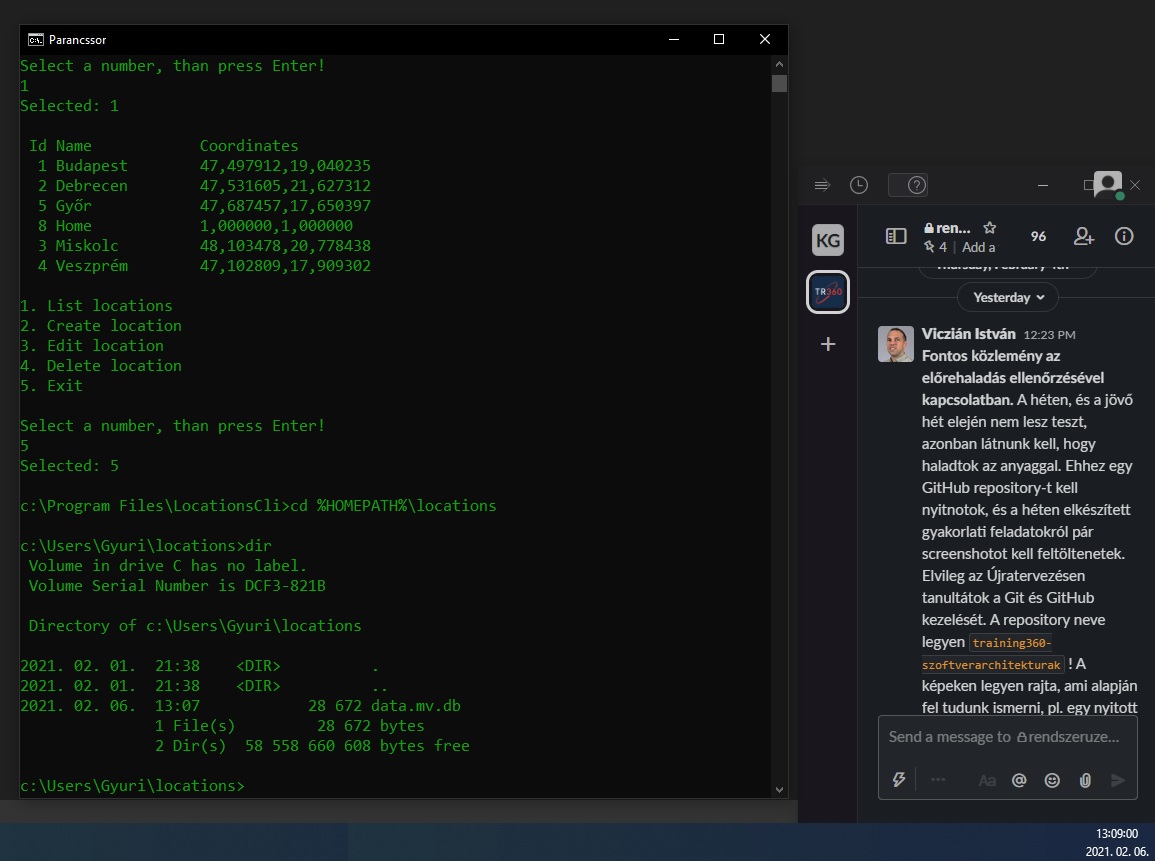 Parancssor
Select a number, than press Enter!
1
Selected: 1
Id Name Coordinates
1 Budapest 47,497912,19,040235
2 Debrecen 47,531605,21,627312
5 Győr 47,687457,17,650397
8 Home 1,000000,1,000000
3 Miskolc 48,103478,20,778438
4 Veszprém 47,102809,17,909302
1. List locations
2. Create location
3. Edit location
4. Delete location
5. Exit
Select a number, than press Enter!
5
Selected: 5
c:\Program Files\LocationsCli>cd %HOMEPATH%\locations
c:\Users\Gyuri\locations>dir
Volume in drive C has no label.
Volume Serial Number is DCF3-821B
Directory of c:\Users\Gyuri\locations
2021. 02. 01. 21:38 <DIR> .
2021. 02. 01. 21:38 <DIR> ..
2021. 02. 06. 13:07 28 672 data.mv.db
1 File(s) 28 672 bytes
2 Dir(s) 58 558 660 608 bytes free
c:\Users\Gyuri\locations>
KG
TR360
ren...
96
4 | Add a
Thursday, February 4th
Yesterday
Viczián István 12:23 PM
Fontos közlemény az
előrehaladás ellenőrzésével
kapcsolatban. A héten, és a jövő
hét elején nem lesz teszt,
azonban látnunk kell, hogy
haladtok az anyaggal. Ehhez egy
GitHub repository-t kell
nyitnotok, és a héten elkészített
gyakorlati feladatokról pár
screenshotot kell feltöltenetek.
Elvileg az Újratervezésen
tanultátok a Git és GitHub
kezelését. A repository neve
legyen training360-
szoftverarchitekturak ! A
képeken legyen rajta, ami alapján
fel tudunk ismerni, pl. egy nyitott
Send a message to rendszeruze...
Aa
13:09:00
2021. 02. 06.